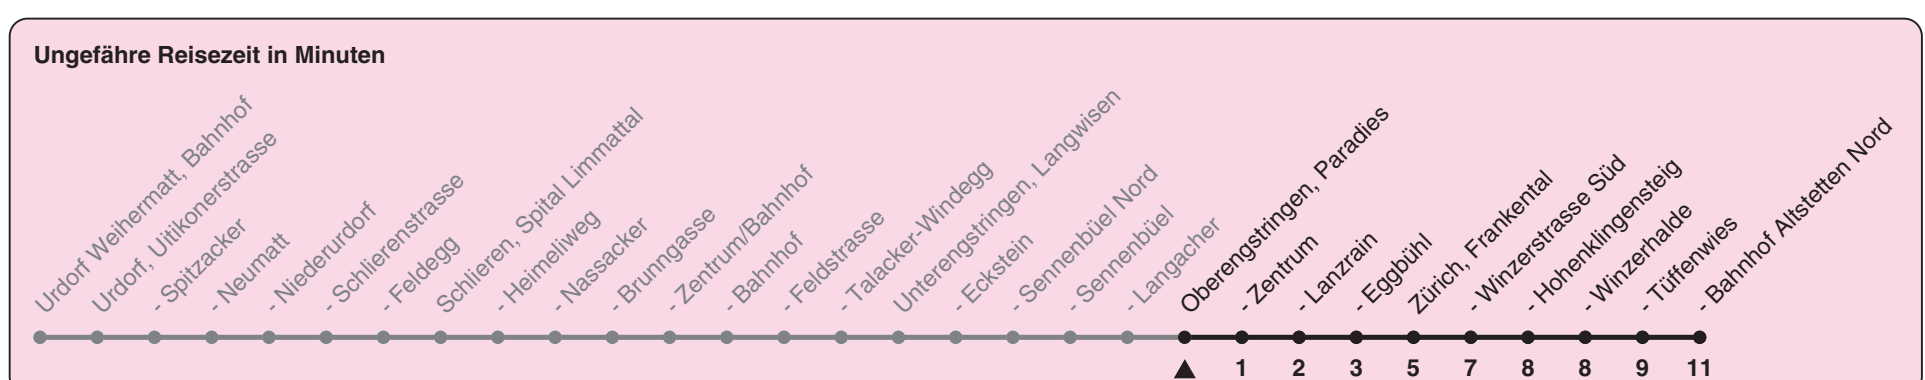 Ungefähre Reisezeit in Minuten
Urdorf Weihermatt, Bahnhof
Urdorf, Uitikonerstrasse
- Spitzacker
- Neumatt
- Niederurdorf
- Schlierenstrasse
- Feldegg
Schlieren, Spital Limmattal
- Heimeliweg
- Nassacker
- Brunngasse
- Zentrum/Bahnhof
- Bahnhof
- Feldstrasse
- Talacker-Windegg
Unterengstringen, Langwisen
- Eckstein
- Sennenbüel Nord
- Sennenbüel
- Langacher
Oberengstringen, Paradies
- Zentrum
- Lanzrain
- Eggbühl
Zürich, Frankental
- Winzerstrasse Süd
- Hohenklingensteig
- Winzerhalde
- Tüffenwies
- Bahnhof Altstetten Nord
1 2 3 5 7 8 8 9 11